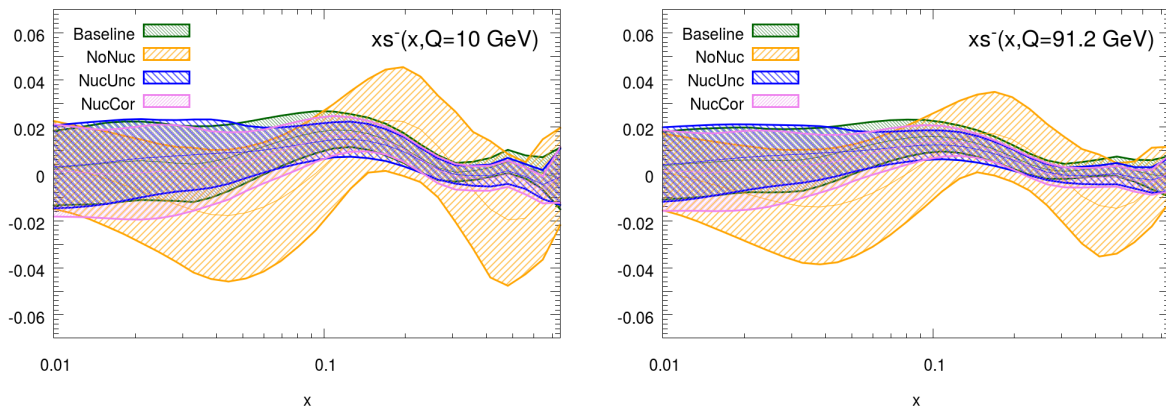 xs⁻(x,Q=10 GeV)
Baseline
NoNuc
NucUnc
NucCor
0.06
0.04
0.02
0
-0.02
-0.04
-0.06
0.01 0.1
x
xs⁻(x,Q=91.2 GeV)
Baseline
NoNuc
NucUnc
NucCor
0.06
0.04
0.02
0
-0.02
-0.04
-0.06
0.01 0.1
x